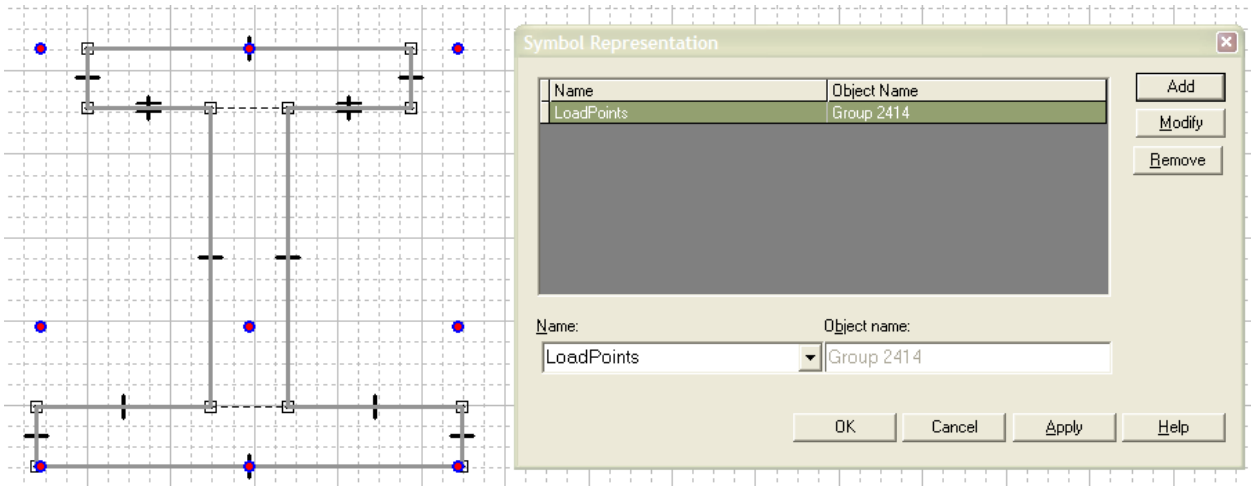 Symbol Representation
Name Object Name
LoadPoints Group 2414
Add
Modify
Remove
Name: Object name:
LoadPoints Group 2414
OK Cancel Apply Help